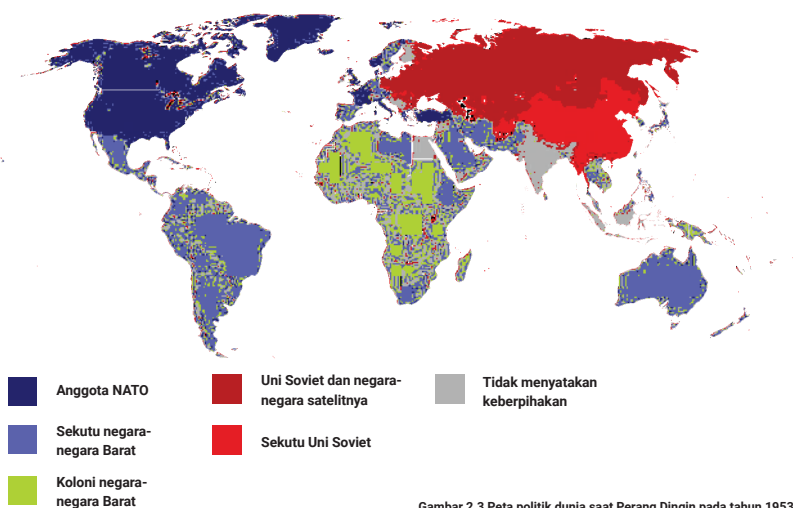 Anggota NATO
Sekutu negara-
negara Barat
Koloni negara-
negara Barat
Uni Soviet dan negara-
negara satelitnya
Sekutu Uni Soviet
Tidak menyatakan
keberpihakan
Gambar 2.3 Peta politik dunia saat Perang Dingin pada tahun 1953